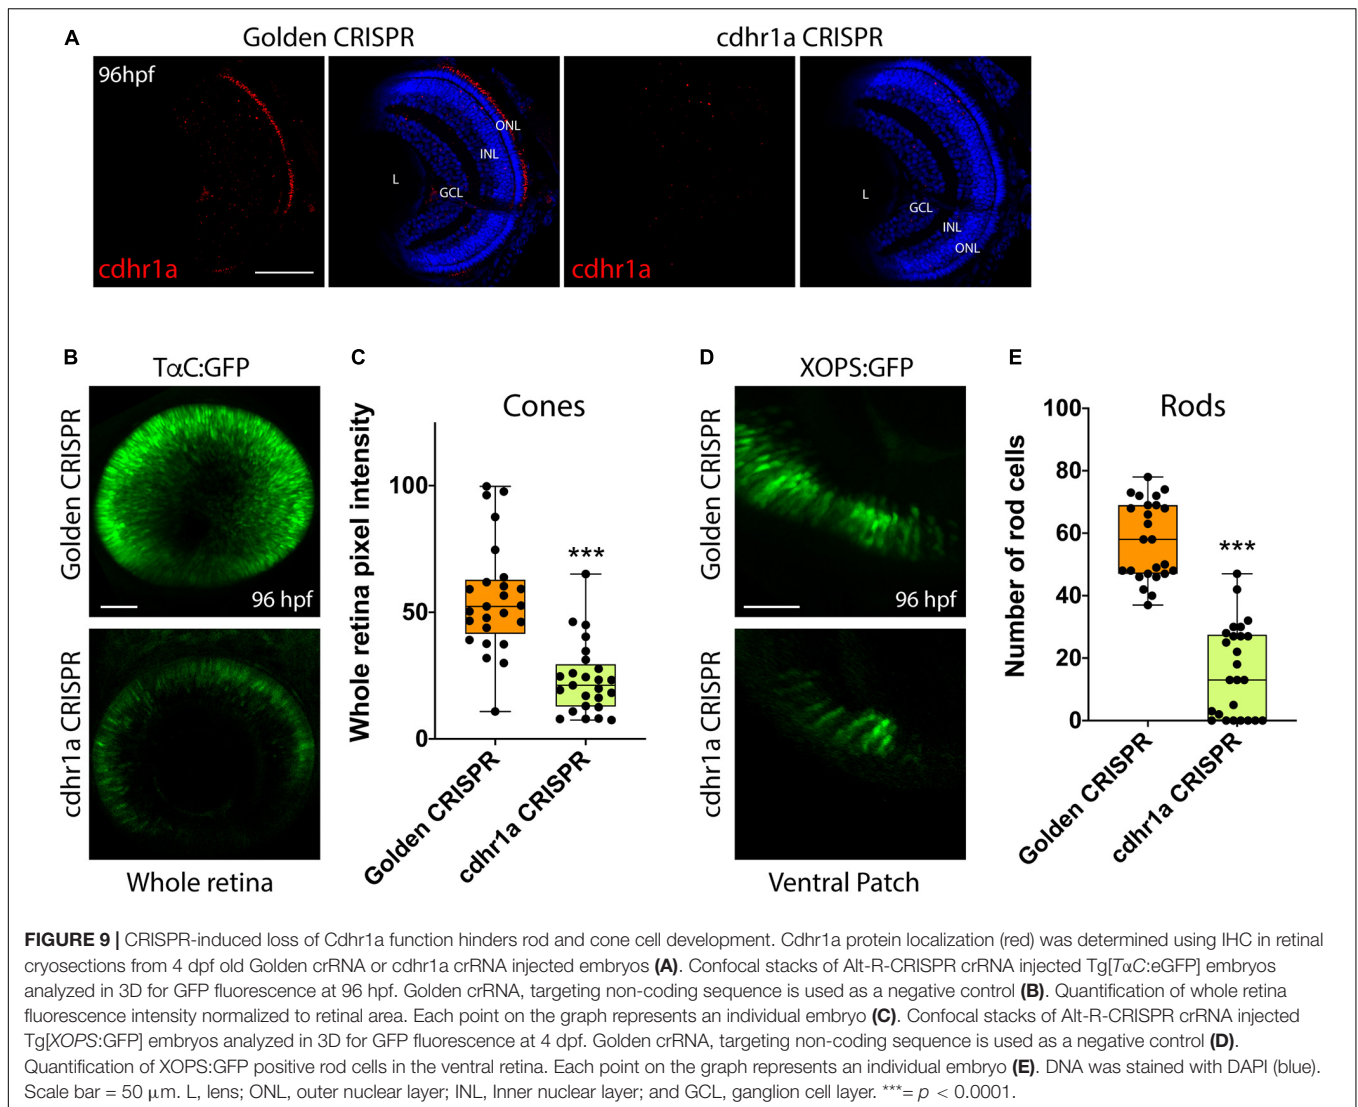 A
Golden CRISPR
cdhr1a CRISPR
96hpf
cdhr1a
L
GCL
INL
ONL
cdhr1a
L
GCL
INL
ONL
B
TαC:GFP
Golden CRISPR
96 hpf
cdhr1a CRISPR
Whole retina
C
Cones
Whole retina pixel intensity
100
50
0
***
Golden CRISPR
cdhr1a CRISPR
D
XOPS:GFP
Golden CRISPR
96 hpf
cdhr1a CRISPR
Ventral Patch
E
Rods
Number of rod cells
100
80
60
40
20
0
***
Golden CRISPR
cdhr1a CRISPR
FIGURE 9 | CRISPR-induced loss of Cdhr1a function hinders rod and cone cell development. Cdhr1a protein localization (red) was determined using IHC in retinal
cryosections from 4 dpf old Golden crRNA or cdhr1a crRNA injected embryos (A). Confocal stacks of Alt-R-CRISPR crRNA injected Tg[TαC:eGFP] embryos
analyzed in 3D for GFP fluorescence at 96 hpf. Golden crRNA, targeting non-coding sequence is used as a negative control (B). Quantification of whole retina
fluorescence intensity normalized to retinal area. Each point on the graph represents an individual embryo (C). Confocal stacks of Alt-R-CRISPR crRNA injected
Tg[XOPS:GFP] embryos analyzed in 3D for GFP fluorescence at 4 dpf. Golden crRNA, targeting non-coding sequence is used as a negative control (D).
Quantification of XOPS:GFP positive rod cells in the ventral retina. Each point on the graph represents an individual embryo (E). DNA was stained with DAPI (blue).
Scale bar = 50 μm. L, lens; ONL, outer nuclear layer; INL, Inner nuclear layer; and GCL, ganglion cell layer. ***= p < 0.0001.